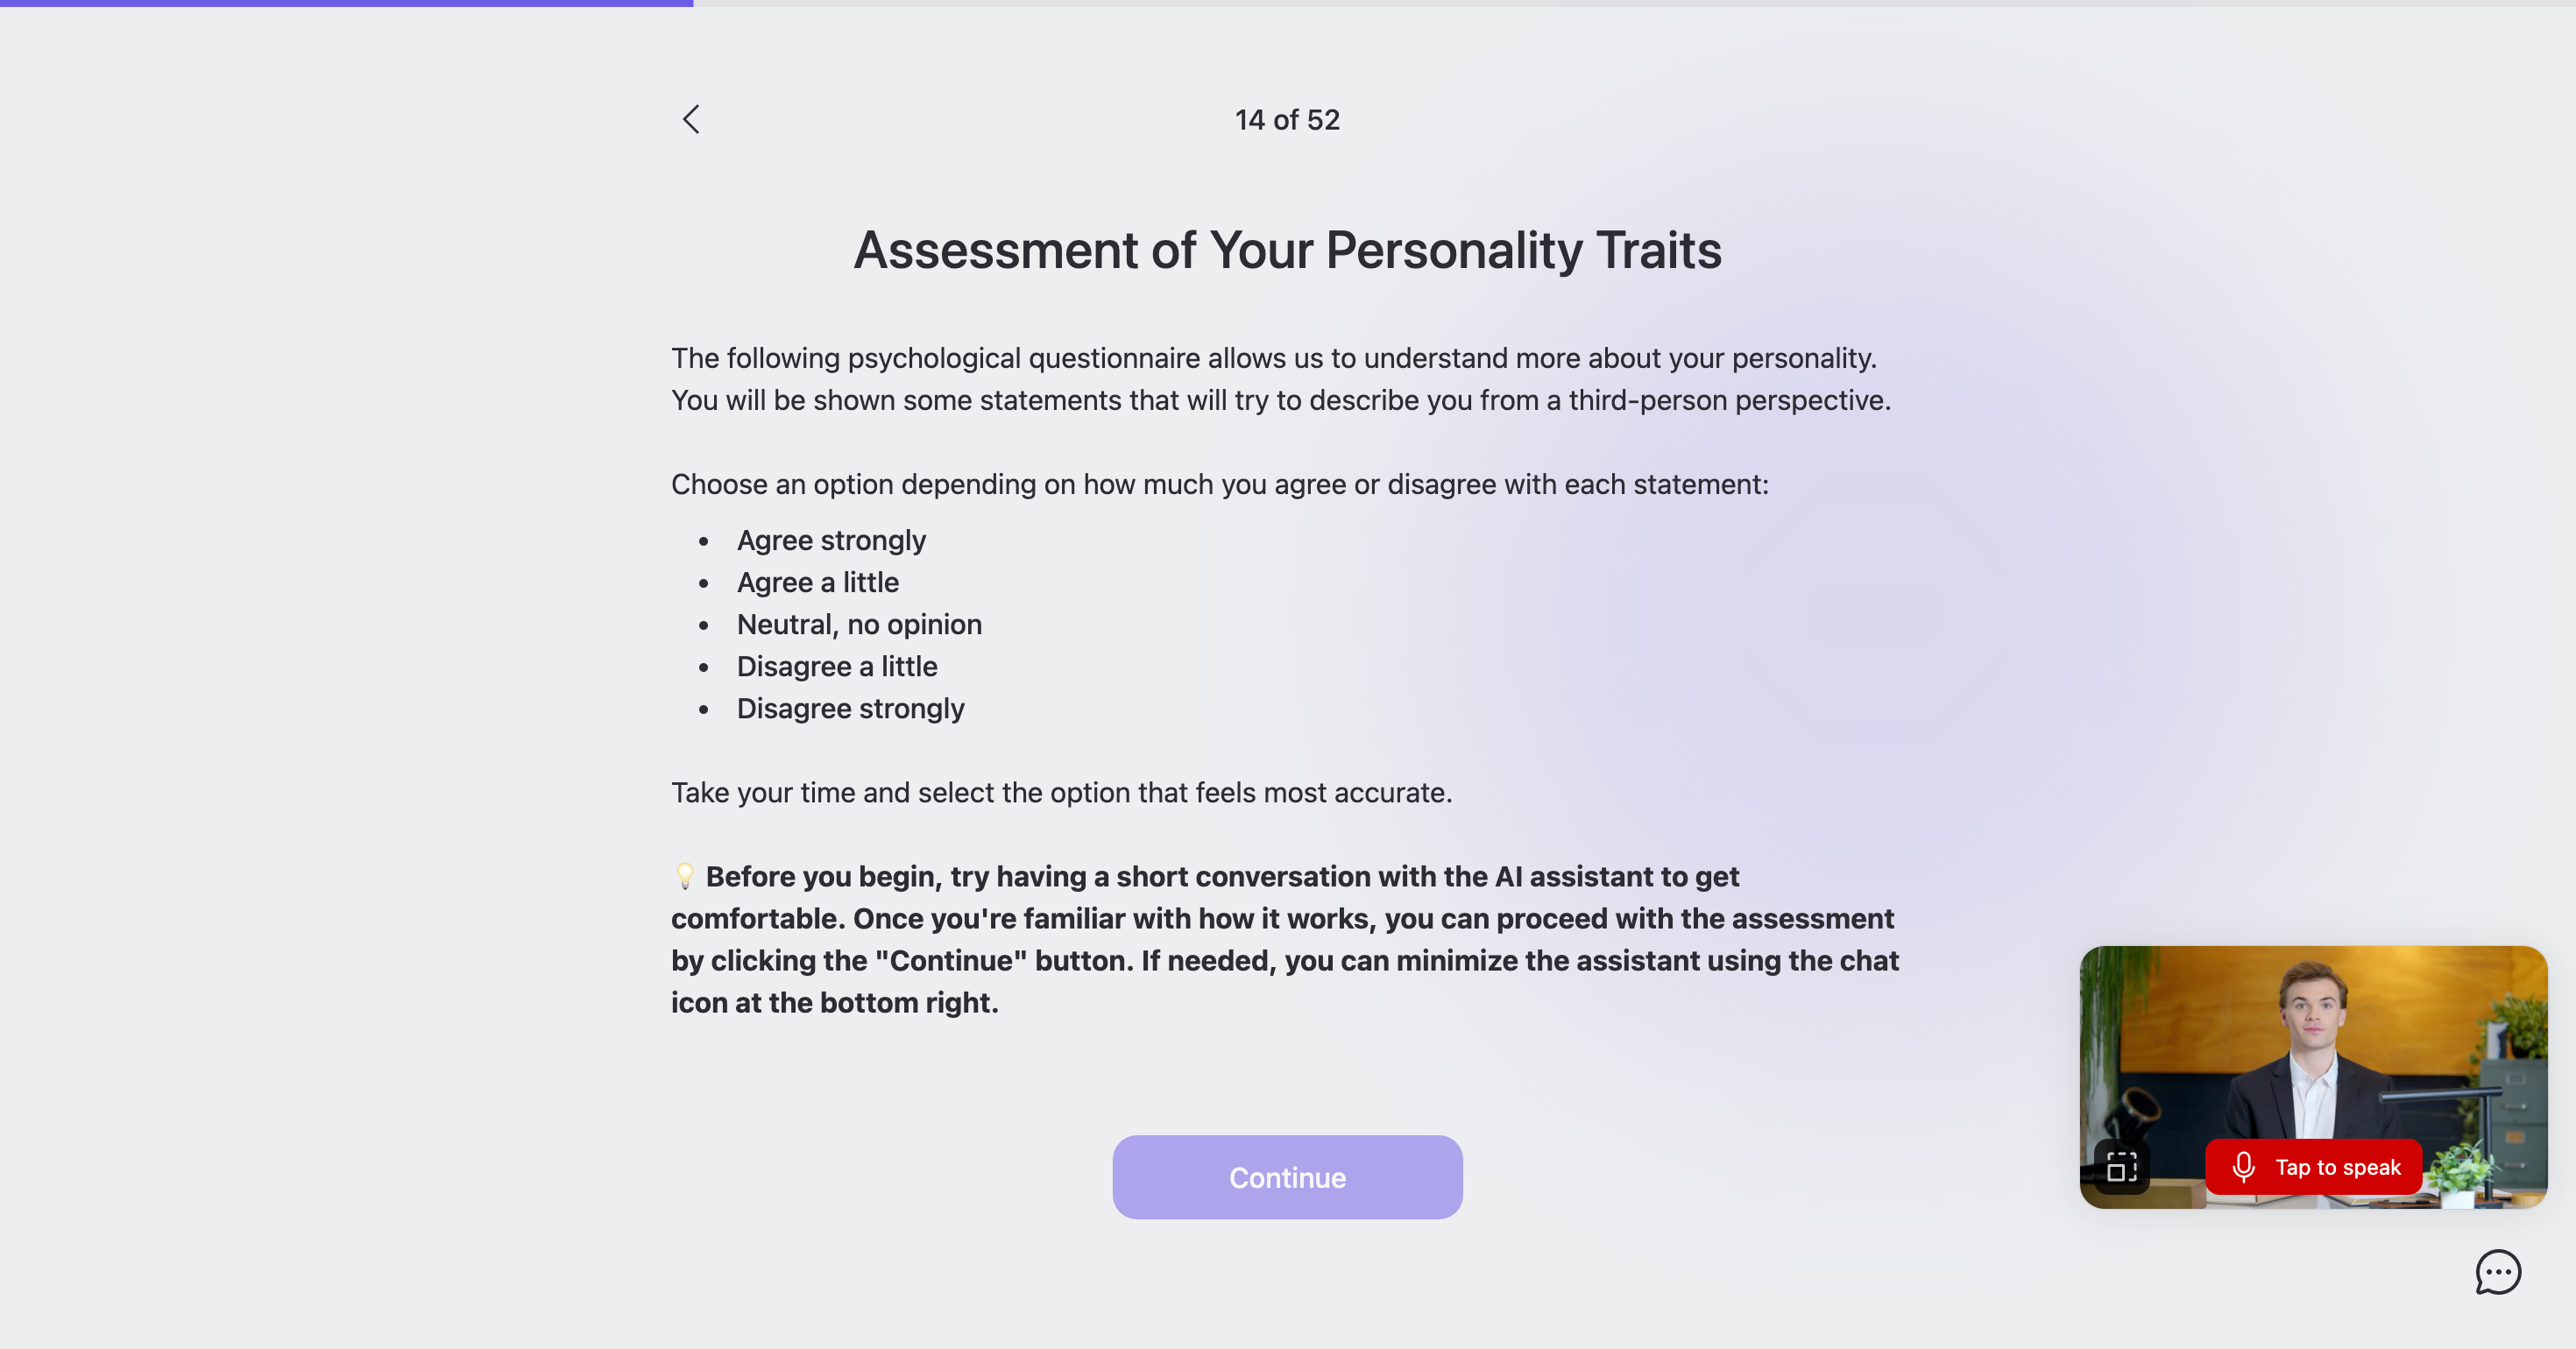 14 of 52
Assessment of Your Personality Traits
The following psychological questionnaire allows us to understand more about your personality.
You will be shown some statements that will try to describe you from a third-person perspective.
Choose an option depending on how much you agree or disagree with each statement:
• Agree strongly
• Agree a little
• Neutral, no opinion
• Disagree a little
• Disagree strongly
Take your time and select the option that feels most accurate.
💡 Before you begin, try having a short conversation with the AI assistant to get
comfortable. Once you're familiar with how it works, you can proceed with the assessment
by clicking the "Continue" button. If needed, you can minimize the assistant using the chat
icon at the bottom right.
Continue
Tap to speak